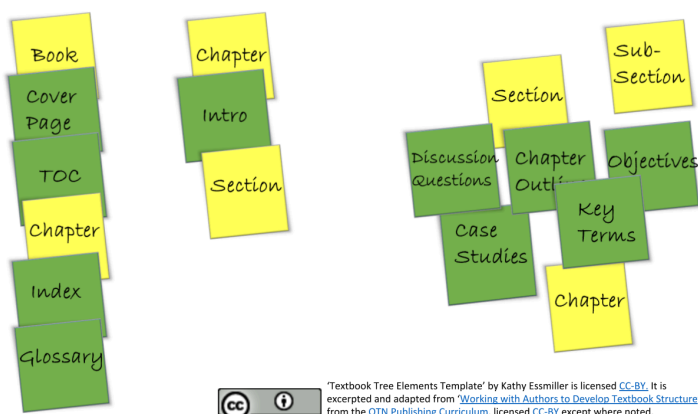 Book
Cover
Page
TOC
Chapter
Index
Glossary
Chapter
Intro
Section
Sub-
Section
Section
Discussion
Questions
Chapter
Objectives
Key
Terms
Case
Studies
Chapter
cc
'Textbook Tree Elements Template' by Kathy Essmiller is licensed CC-BY. It is
excerpted and adapted from 'Working with Authors to Develop Textbook Structure
from the OTN Publishing Curriculum, licensed CC-BY except where noted